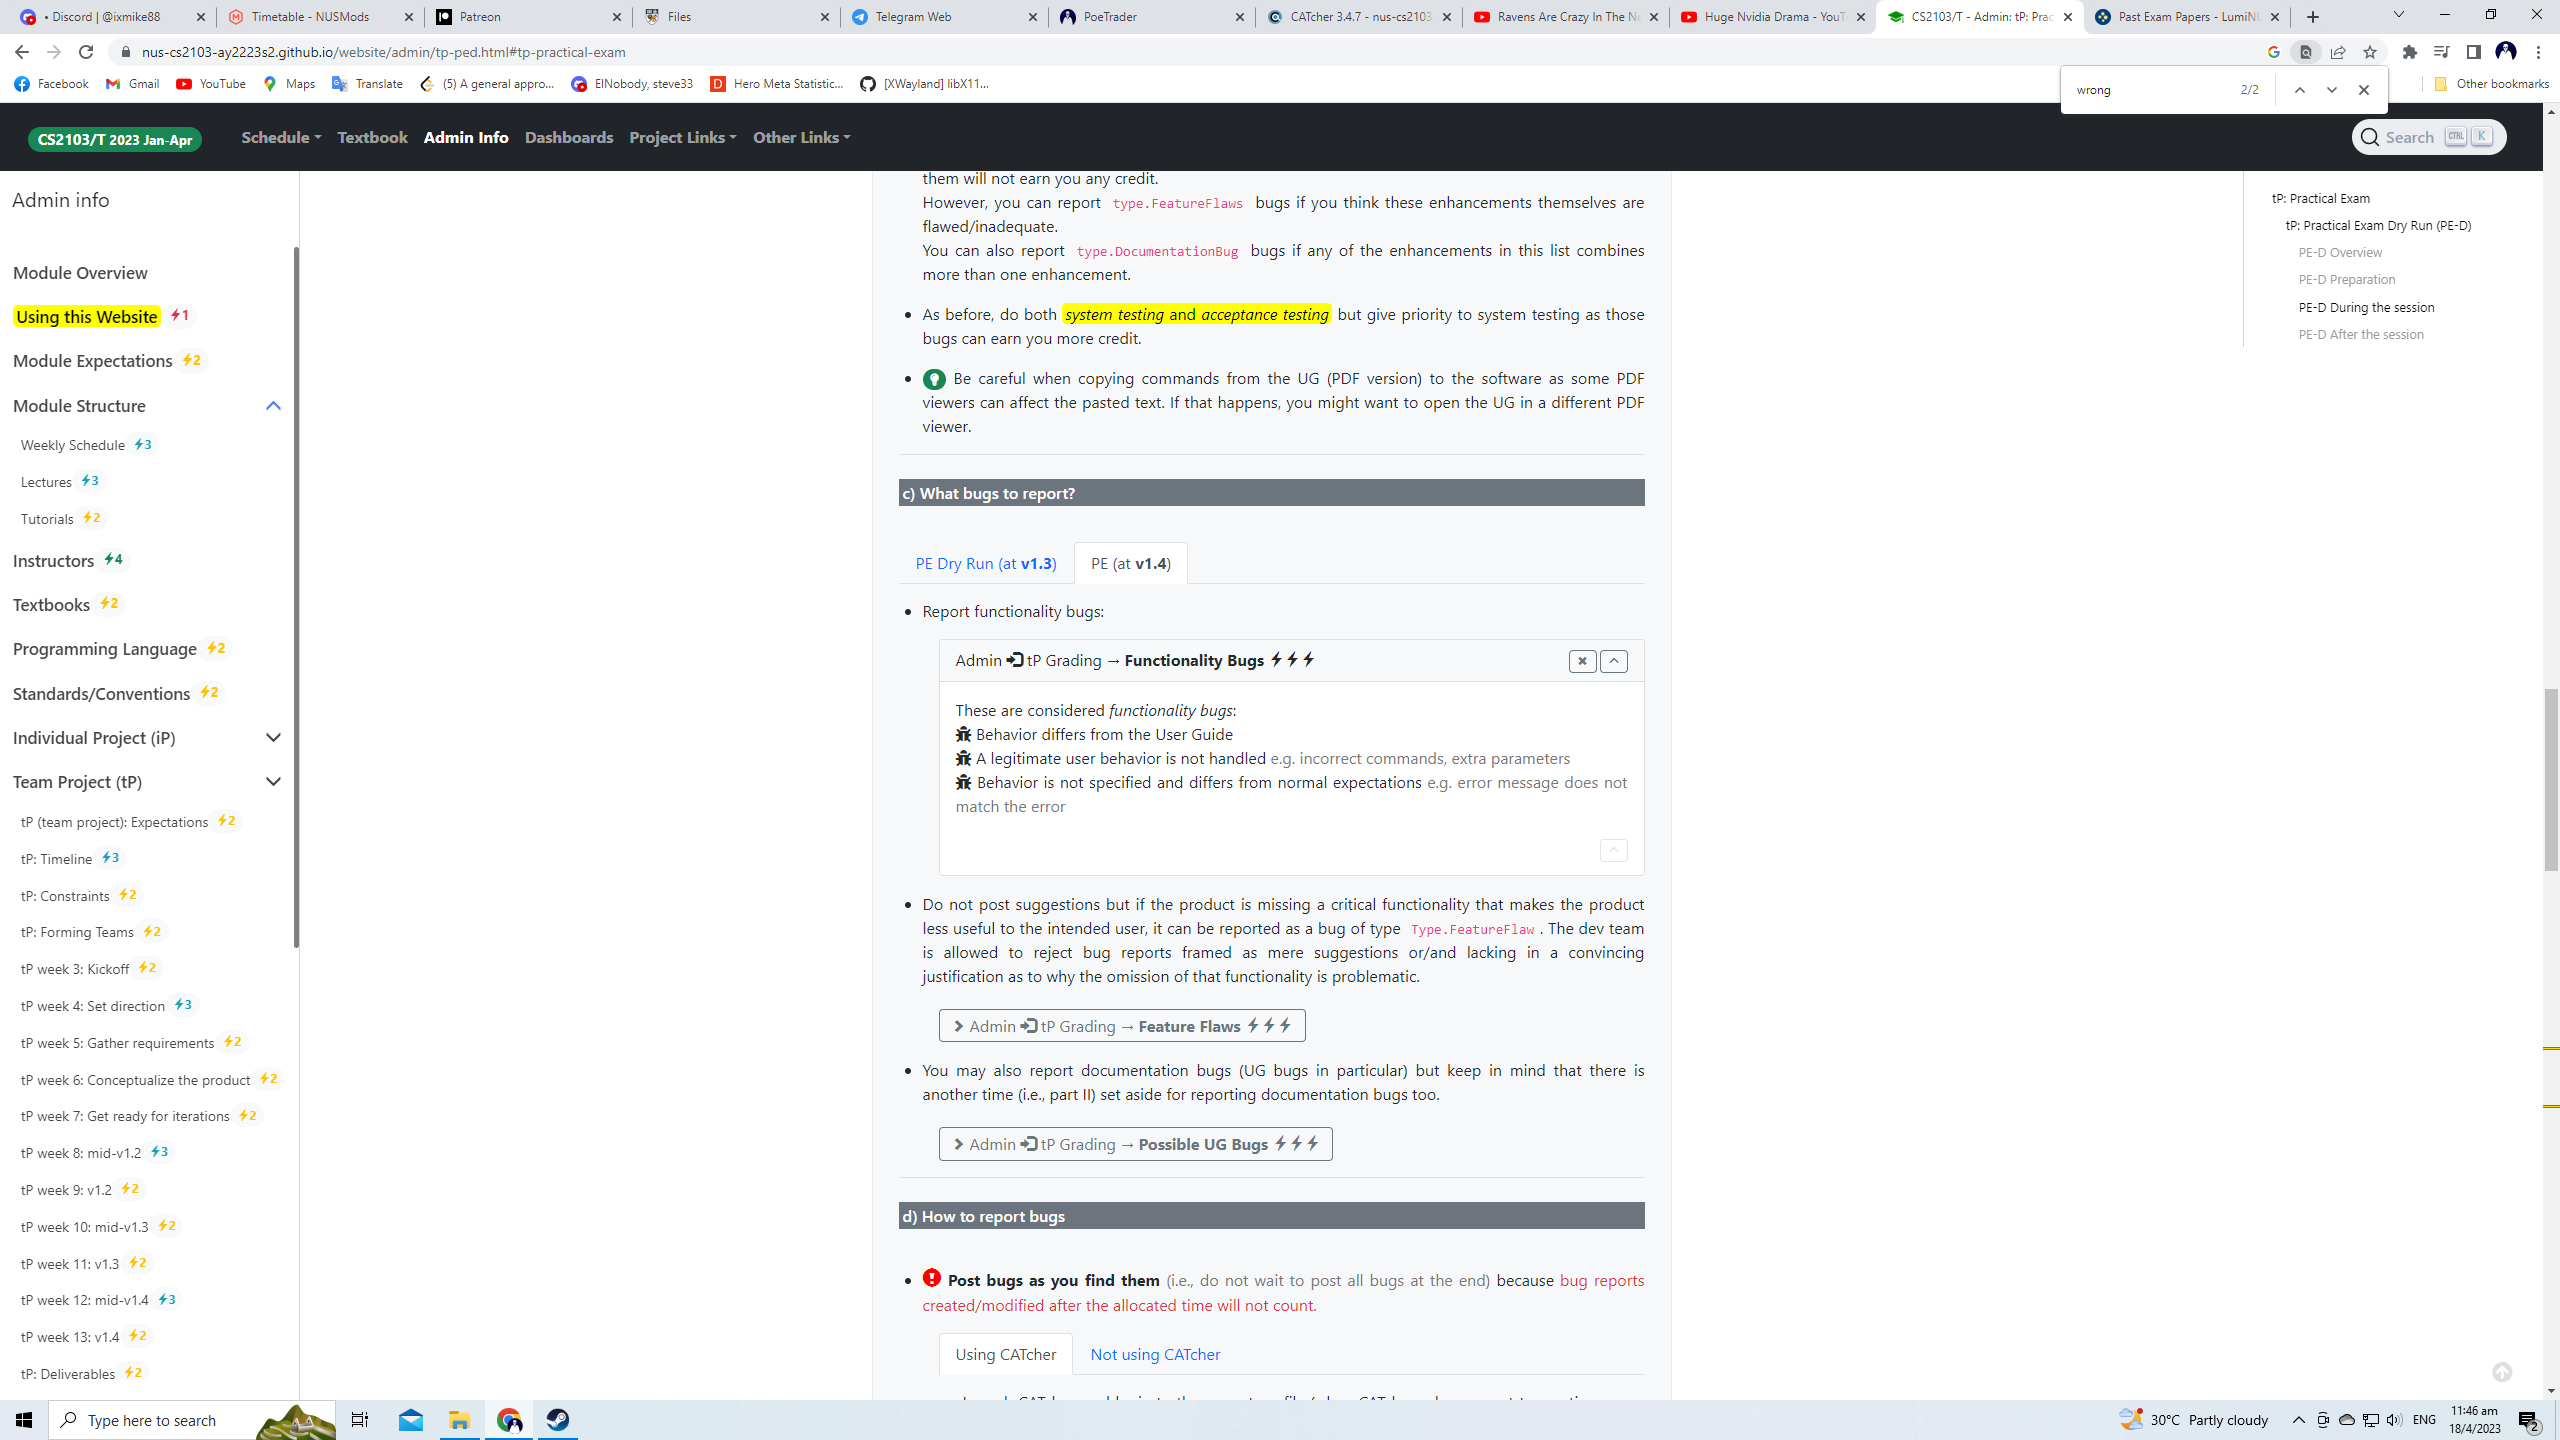 • Discord | @ixmike88
Timetable - NUSMods
Patreon
Files
Telegram Web
PoeTrader
CATcher 3.4.7 - nus-cs2103
Ravens Are Crazy In The Ne
Huge Nvidia Drama - YouT
CS2103/T - Admin: tP: Prac
Past Exam Papers - LumiNU
nus-cs2103-ay2223s2.github.io/website/admin/tp-ped.html#tp-practical-exam
Facebook
Gmail
YouTube
Maps
Translate
(5) A general appro...
ElNobody, steve33
Hero Meta Statistic...
[XWayland] libX11...
Other bookmarks
wrong
2/2
CS2103/T 2023 Jan-Apr
Schedule
Textbook
Admin Info
Dashboards
Project Links
Other Links
Search
CTRL
K
Admin info
Module Overview
Using this Website 1
Module Expectations 2
Module Structure
Weekly Schedule 3
Lectures 3
Tutorials 2
Instructors 4
Textbooks 2
Programming Language 2
Standards/Conventions 2
Individual Project (iP)
Team Project (tP)
tP (team project): Expectations 2
tP: Timeline 3
tP: Constraints 2
tP: Forming Teams 2
tP week 3: Kickoff 2
tP week 4: Set direction 3
tP week 5: Gather requirements 2
tP week 6: Conceptualize the product 2
tP week 7: Get ready for iterations 2
tP week 8: mid-v1.2 3
tP week 9: v1.2 2
tP week 10: mid-v1.3 2
tP week 11: v1.3 2
tP week 12: mid-v1.4 3
tP week 13: v1.4 2
tP: Deliverables 2
them will not earn you any credit.
However, you can report type.FeatureFlaws bugs if you think these enhancements themselves are
flawed/inadequate.
You can also report type.DocumentationBug bugs if any of the enhancements in this list combines
more than one enhancement.
• As before, do both system testing and acceptance testing but give priority to system testing as those
bugs can earn you more credit.
• Be careful when copying commands from the UG (PDF version) to the software as some PDF
viewers can affect the pasted text. If that happens, you might want to open the UG in a different PDF
viewer.
c) What bugs to report?
PE Dry Run (at v1.3)
PE (at v1.4)
• Report functionality bugs:
Admin tP Grading → Functionality Bugs
These are considered functionality bugs:
Behavior differs from the User Guide
A legitimate user behavior is not handled e.g. incorrect commands, extra parameters
Behavior is not specified and differs from normal expectations e.g. error message does not
match the error
• Do not post suggestions but if the product is missing a critical functionality that makes the product
less useful to the intended user, it can be reported as a bug of type Type.FeatureFlaw . The dev team
is allowed to reject bug reports framed as mere suggestions or/and lacking in a convincing
justification as to why the omission of that functionality is problematic.
Admin tP Grading → Feature Flaws
• You may also report documentation bugs (UG bugs in particular) but keep in mind that there is
another time (i.e., part II) set aside for reporting documentation bugs too.
Admin tP Grading → Possible UG Bugs
d) How to report bugs
• Post bugs as you find them (i.e., do not wait to post all bugs at the end) because bug reports
created/modified after the allocated time will not count.
Using CATcher
Not using CATcher
tP: Practical Exam
tP: Practical Exam Dry Run (PE-D)
PE-D Overview
PE-D Preparation
PE-D During the session
PE-D After the session
Type here to search
30°C Partly cloudy
ENG
11:46 am
18/4/2023
2